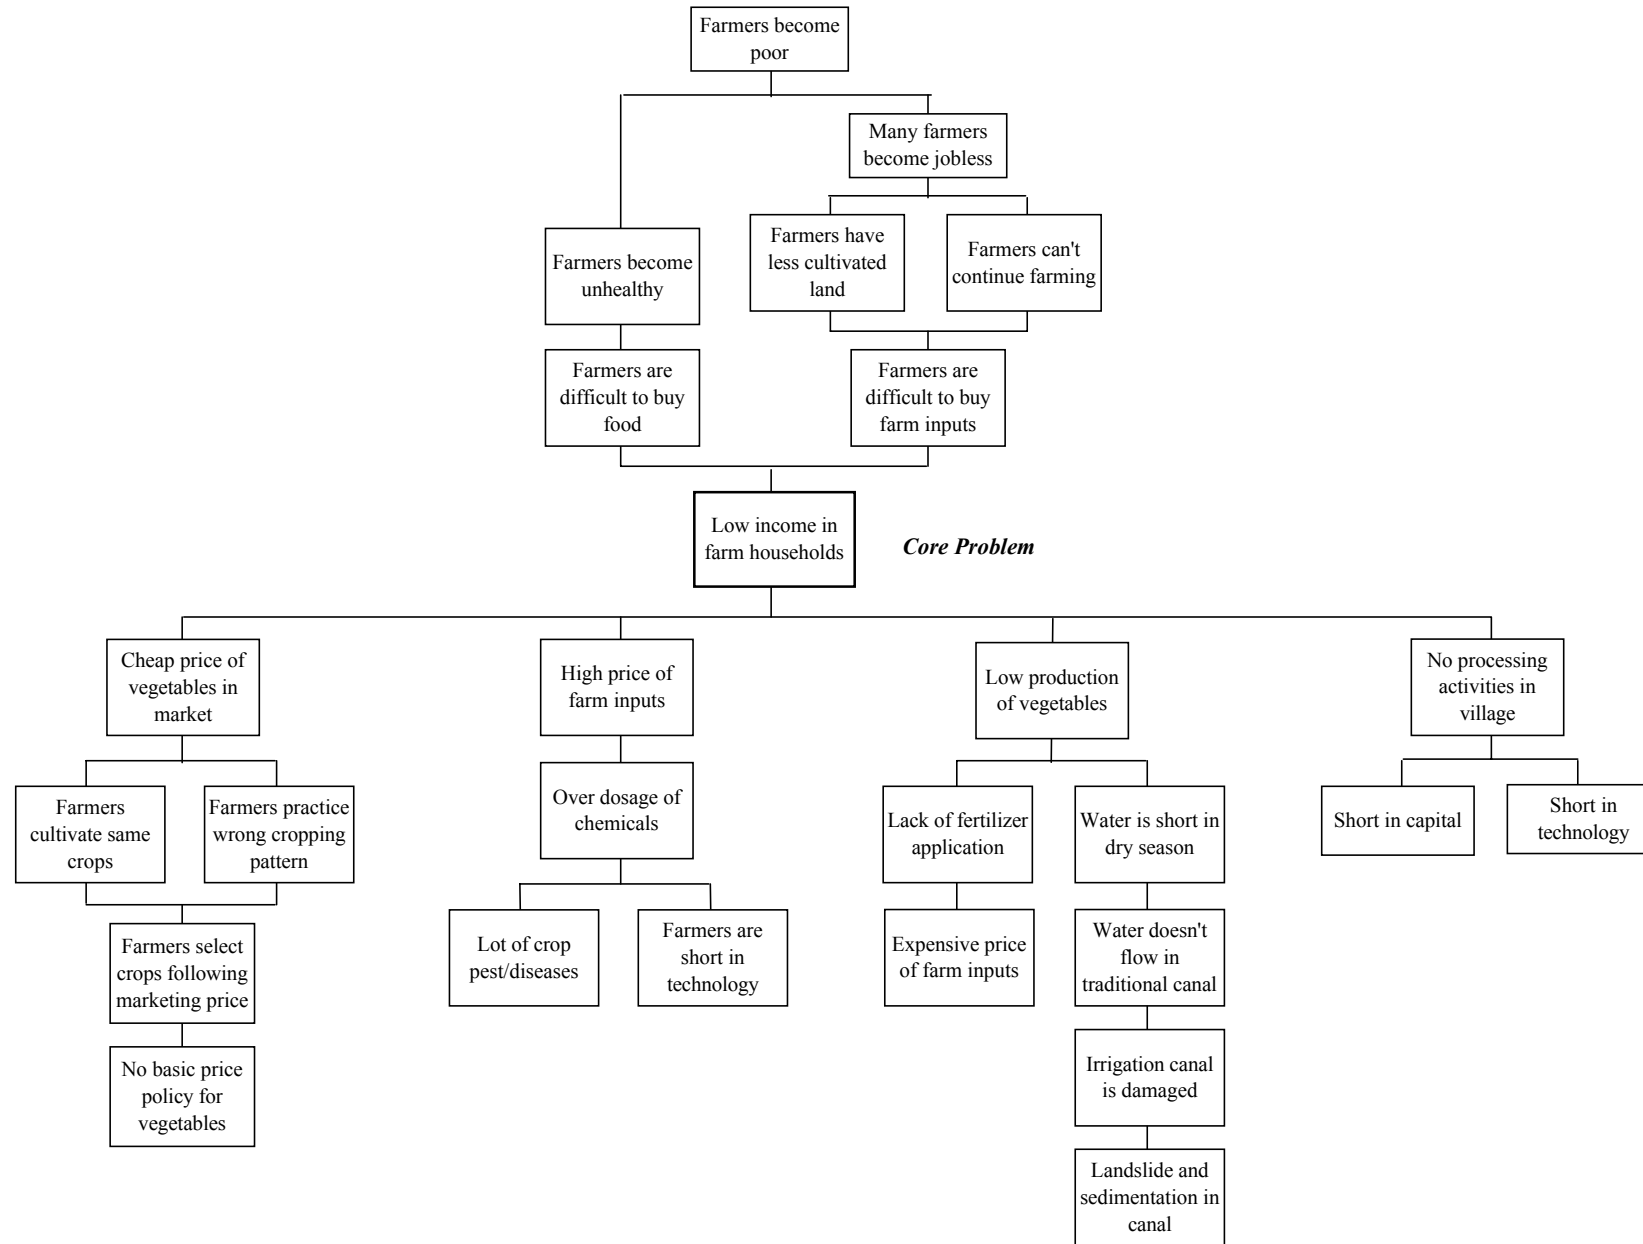 Farmers become
poor
Many farmers
become jobless
Farmers become
unhealthy
Farmers have
less cultivated
land
Farmers can't
continue farming
Farmers are
difficult to buy
food
Farmers are
difficult to buy
farm inputs
Low income in
farm households
Core Problem
Cheap price of
vegetables in
market
High price of
farm inputs
Low production
of vegetables
No processing
activities in
village
Farmers
cultivate same
crops
Farmers practice
wrong cropping
pattern
Over dosage of
chemicals
Lack of fertilizer
application
Water is short in
dry season
Short in capital
Short in
technology
Farmers select
crops following
marketing price
Lot of crop
pest/diseases
Farmers are
short in
technology
Expensive price
of farm inputs
Water doesn't
flow in
traditional canal
No basic price
policy for
vegetables
Irrigation canal
is damaged
Landslide and
sedimentation in
canal